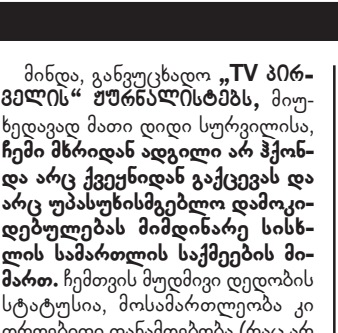 მინდა, განვუცხადო „TV პირ-
ველის“ ჟურნალისტებს, მიუ-
ხედავად მათი დიდი სურვილისა,
ჩემი მხრიდან ადგილი არ ჰქონ-
და არც ქვეყნიდან გაქცევას და
არც უპასუხისმგებლო დამოკი-
დებულებას მიმდინარე სისხ-
ლის სამართლის საქმეების მი-
მართ. ჩემთვის მუდმივი დედობის
სტატუსია, მოსამართლეობა კი